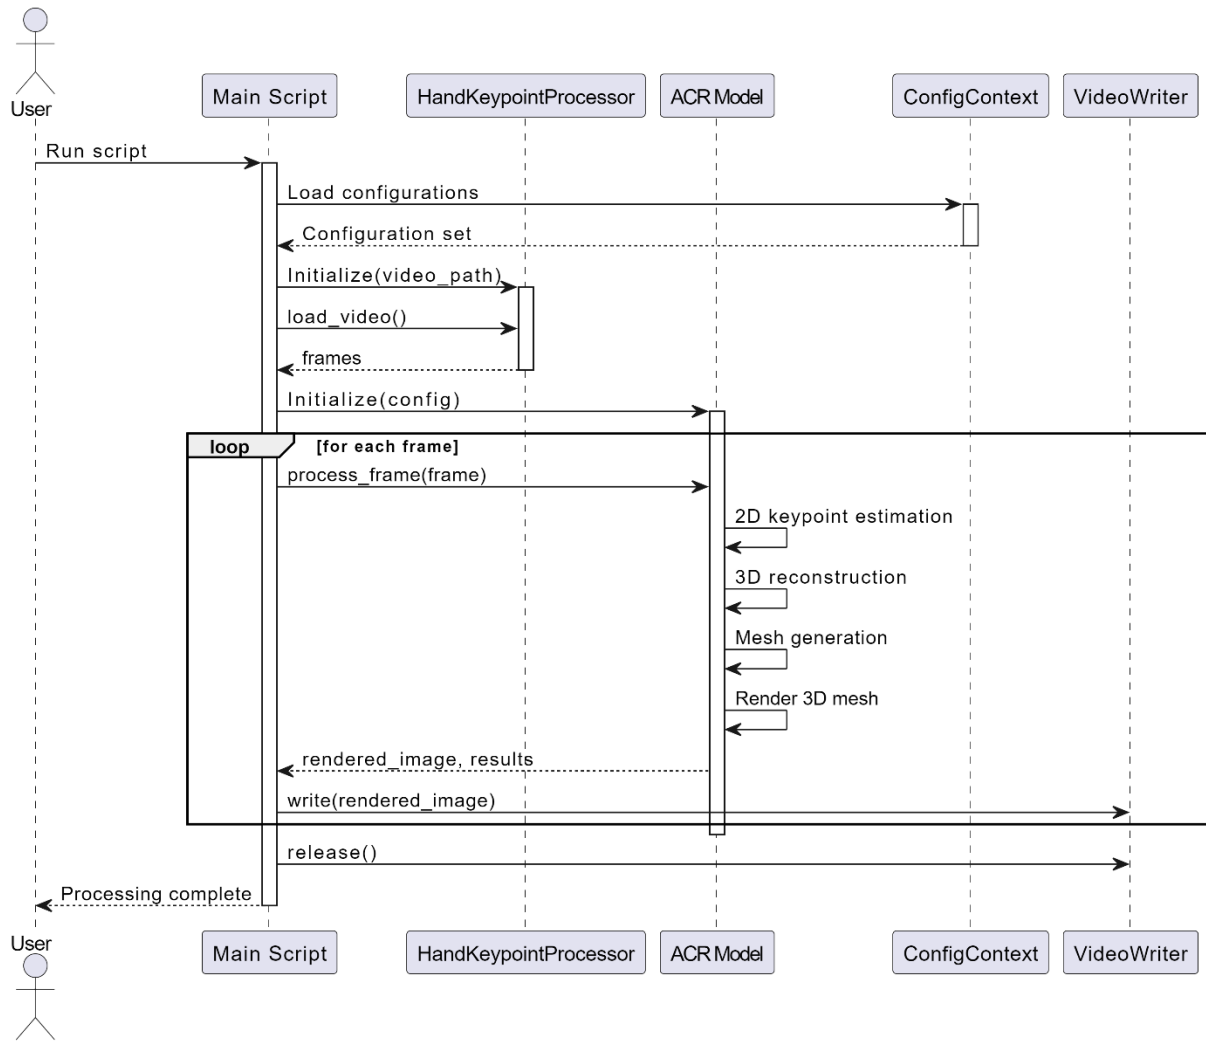 User
Main Script
HandKeypointProcessor
ACR Model
ConfigContext
VideoWriter
Run script
Load configurations
Configuration set
Initialize(video_path)
load_video()
frames
Initialize(config)
loop
[for each frame]
process_frame(frame)
2D keypoint estimation
3D reconstruction
Mesh generation
Render 3D mesh
rendered_image, results
write(rendered_image)
release()
Processing complete
User
Main Script
HandKeypointProcessor
ACR Model
ConfigContext
VideoWriter